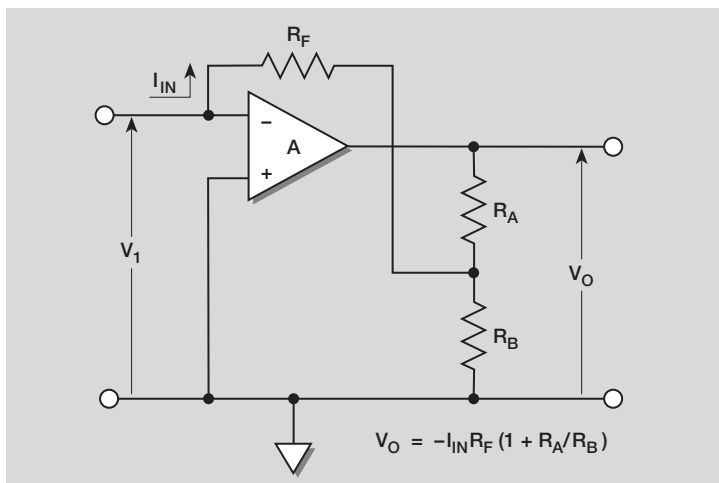 R_F
I_IN
−
A
+
R_A
V_1
V_O
R_B
V_O = −I_IN R_F (1 + R_A/R_B)